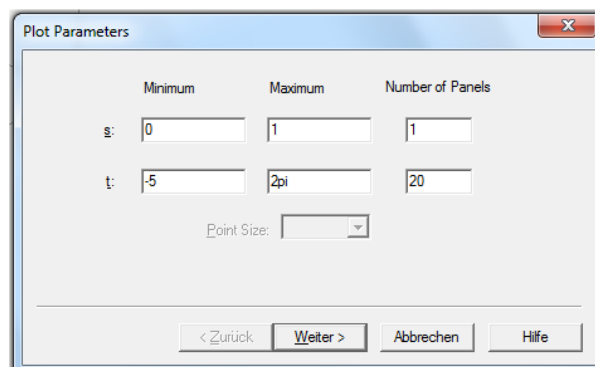 Plot Parameters
Minimum Maximum Number of Panels
s: 0 1 1
t: -5 2pi 20
Point Size:
< Zurück Weiter > Abbrechen Hilfe